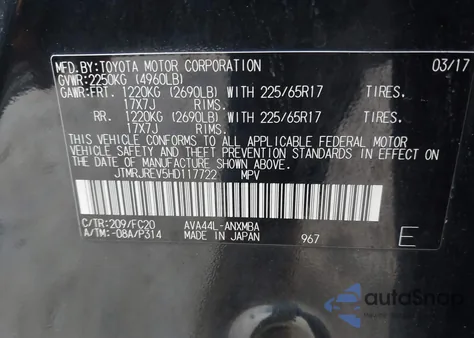 MFD.BY:TOYOTA MOTOR CORPORATION 03/17
GVWR:2250KG (4960LB)
GAWR:FRT. 1220KG (2690LB) WITH 225/65R17 TIRES.
17X7J RIMS.
RR. 1220KG (2690LB) WITH 225/65R17 TIRES.
17X7J RIMS.
THIS VEHICLE CONFORMS TO ALL APPLICABLE FEDERAL MOTOR
VEHICLE SAFETY AND THEFT PREVENTION STANDARDS IN EFFECT ON
THE DATE OF MANUFACTURE SHOWN ABOVE.
JTMRJREV5HD117722 MPV
C/TR:209/FC20 AVA44L-ANXMBA
A/TM:-08A/P314 MADE IN JAPAN 967 E
autoSnap